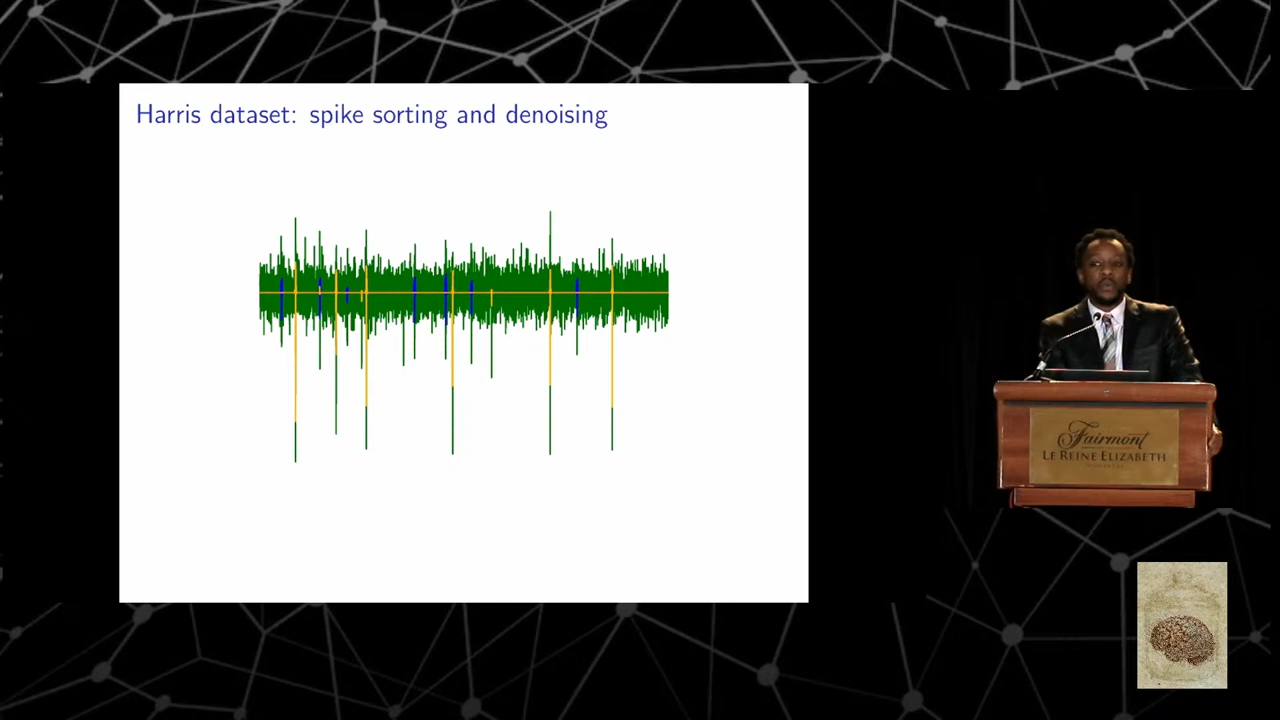 Harris dataset: spike sorting and denoising
Fairmont
LE REINE ELIZABETH